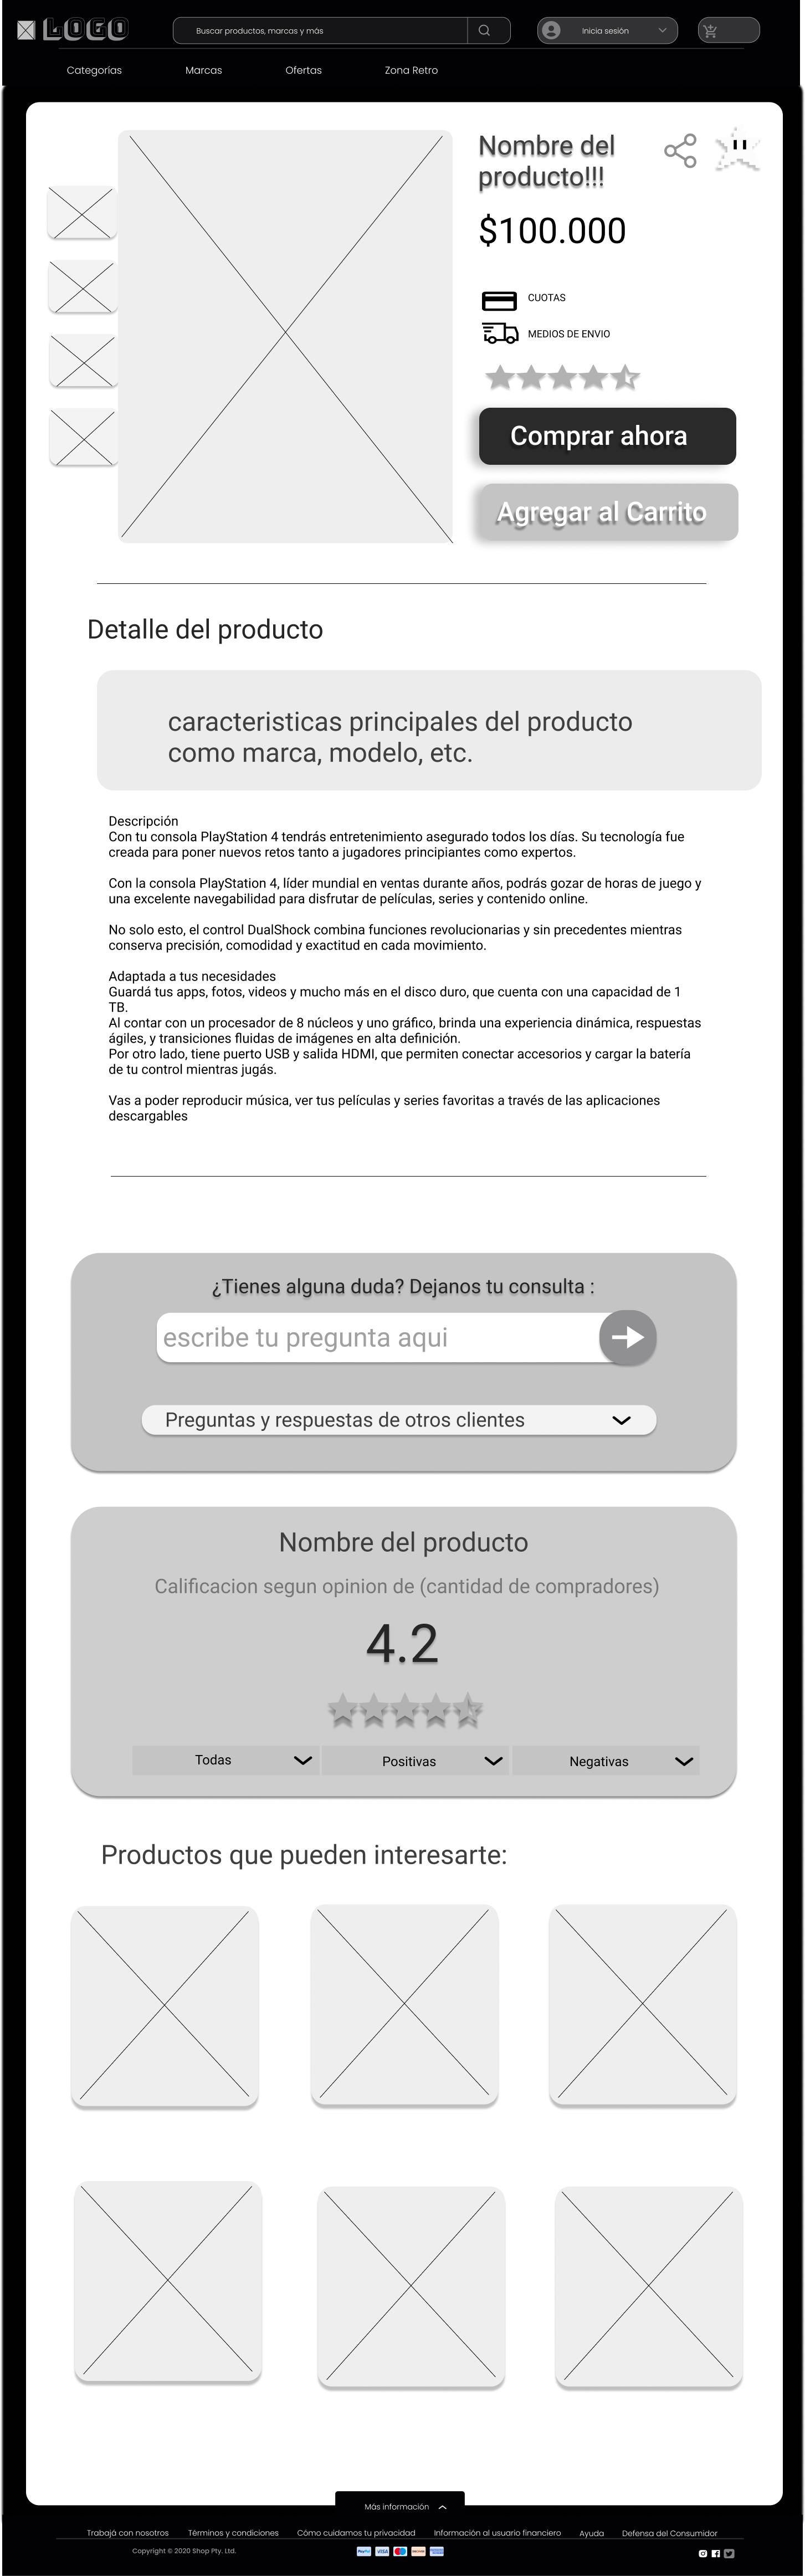 LOGO
Buscar productos, marcas y más
Inicia sesión
Categorías
Marcas
Ofertas
Zona Retro
Nombre del
producto!!!
$100.000
CUOTAS
MEDIOS DE ENVIO
Comprar ahora
Agregar al Carrito
Detalle del producto
caracteristicas principales del producto
como marca, modelo, etc.
Descripción
Con tu consola PlayStation 4 tendrás entretenimiento asegurado todos los días. Su tecnología fue
creada para poner nuevos retos tanto a jugadores principiantes como expertos.
Con la consola PlayStation 4, líder mundial en ventas durante años, podrás gozar de horas de juego y
una excelente navegabilidad para disfrutar de películas, series y contenido online.
No solo esto, el control DualShock combina funciones revolucionarias y sin precedentes mientras
conserva precisión, comodidad y exactitud en cada movimiento.
Adaptada a tus necesidades
Guardá tus apps, fotos, videos y mucho más en el disco duro, que cuenta con una capacidad de 1
TB.
Al contar con un procesador de 8 núcleos y uno gráfico, brinda una experiencia dinámica, respuestas
ágiles, y transiciones fluidas de imágenes en alta definición.
Por otro lado, tiene puerto USB y salida HDMI, que permiten conectar accesorios y cargar la batería
de tu control mientras jugás.
Vas a poder reproducir música, ver tus películas y series favoritas a través de las aplicaciones
descargables
¿Tienes alguna duda? Dejanos tu consulta :
escribe tu pregunta aqui
Preguntas y respuestas de otros clientes
Nombre del producto
Calificacion segun opinion de (cantidad de compradores)
4.2
Todas
Positivas
Negativas
Productos que pueden interesarte:
Más información
Trabajá con nosotros
Términos y condiciones
Cómo cuidamos tu privacidad
Información al usuario financiero
Ayuda
Defensa del Consumidor
Copyright © 2020 Shop Pty. Ltd.
PayPal
VISA